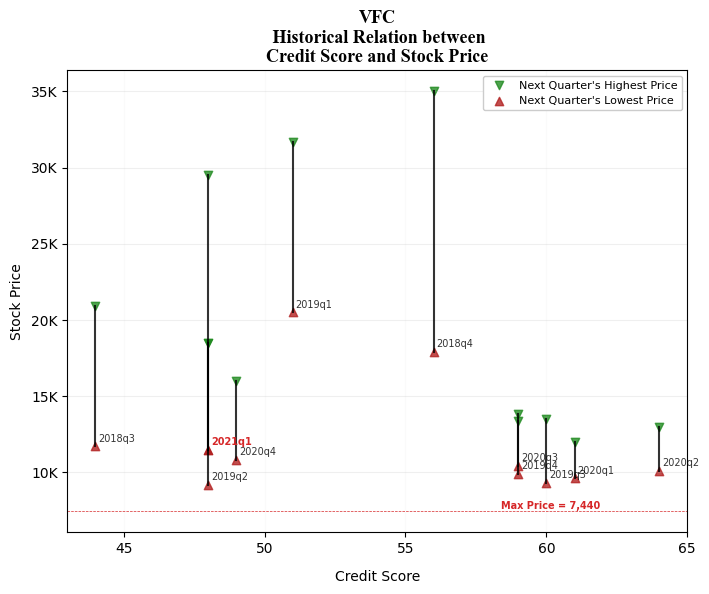 VFC
Historical Relation between
Credit Score and Stock Price
Next Quarter's Highest Price
Next Quarter's Lowest Price
35K
30K
25K
20K
15K
10K
Stock Price
2019q1
2018q4
2018q3
2021q1
2020q4
2019q2
2020q3
2019q4
2019q3
2020q1
2020q2
Max Price = 7,440
45
50
55
60
65
Credit Score